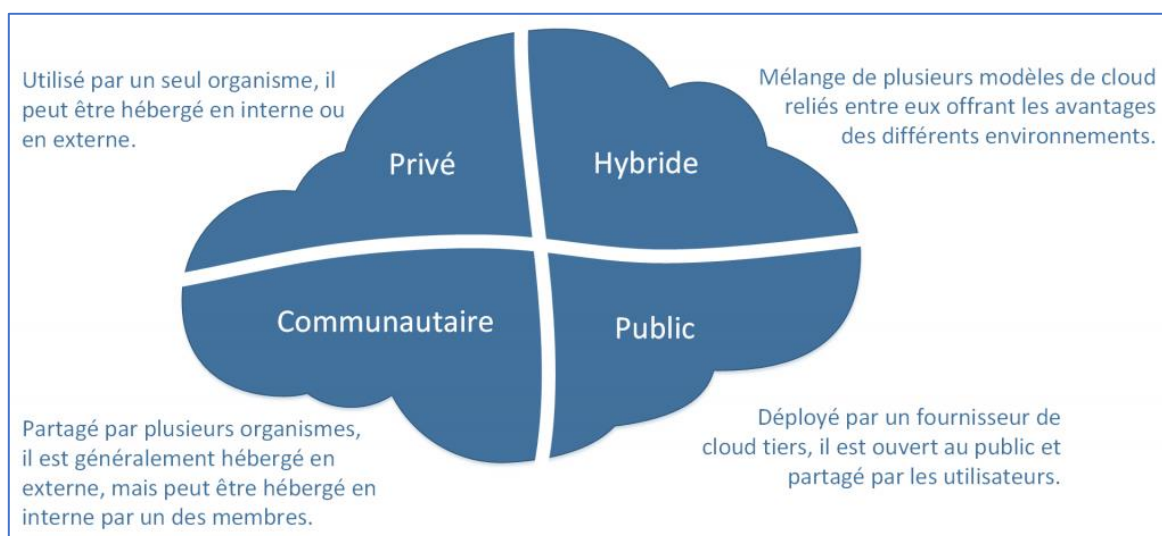 Utilisé par un seul organisme, il
peut être hébergé en interne ou
en externe.
Mélange de plusieurs modèles de cloud
reliés entre eux offrant les avantages
des différents environnements.
Privé
Hybride
Communautaire
Public
Partagé par plusieurs organismes,
il est généralement hébergé en
externe, mais peut être hébergé en
interne par un des membres.
Déployé par un fournisseur de
cloud tiers, il est ouvert au public et
partagé par les utilisateurs.